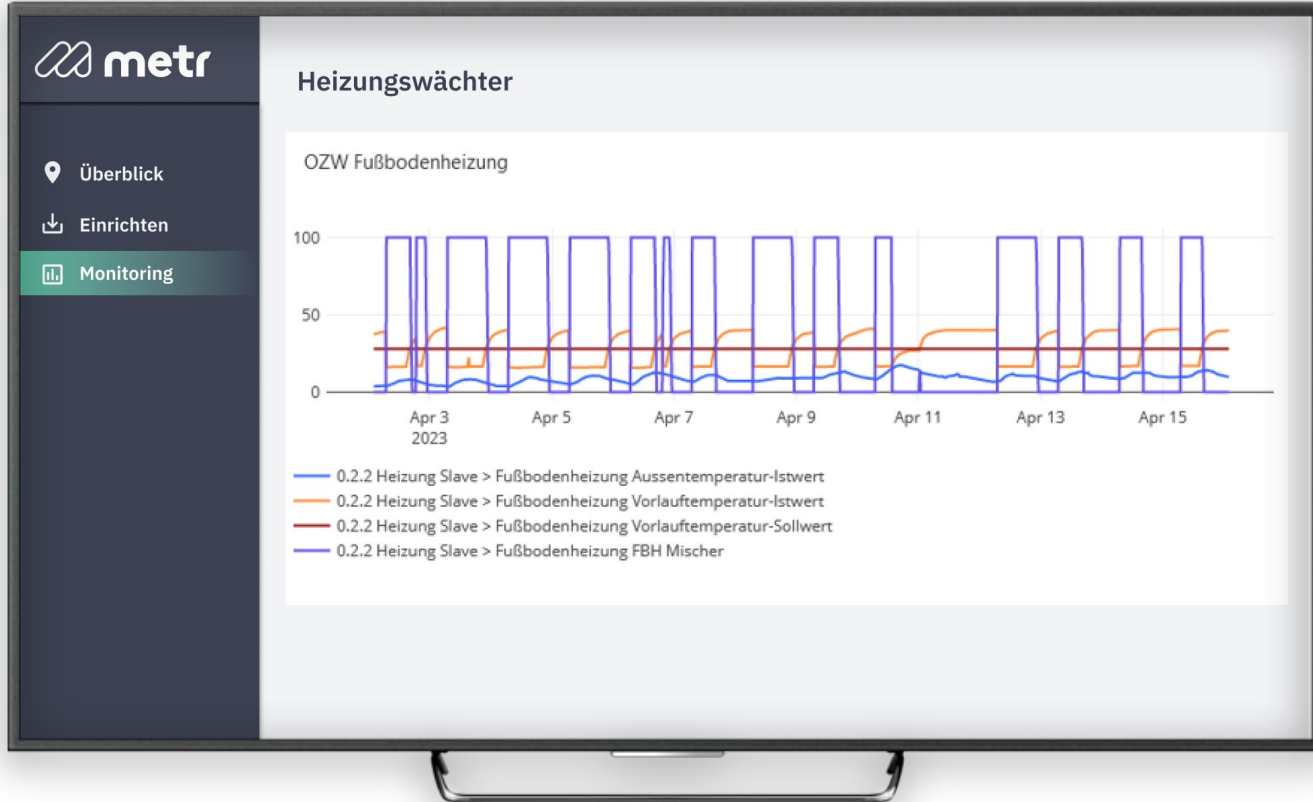 metr
Heizungswächter
Überblick
Einrichten
Monitoring
OZW Fußbodenheizung
100
50
0
Apr 3
2023
Apr 5
Apr 7
Apr 9
Apr 11
Apr 13
Apr 15
0.2.2 Heizung Slave > Fußbodenheizung Aussentemperatur-Istwert
0.2.2 Heizung Slave > Fußbodenheizung Vorlauftemperatur-Istwert
0.2.2 Heizung Slave > Fußbodenheizung Vorlauftemperatur-Sollwert
0.2.2 Heizung Slave > Fußbodenheizung FBH Mischer